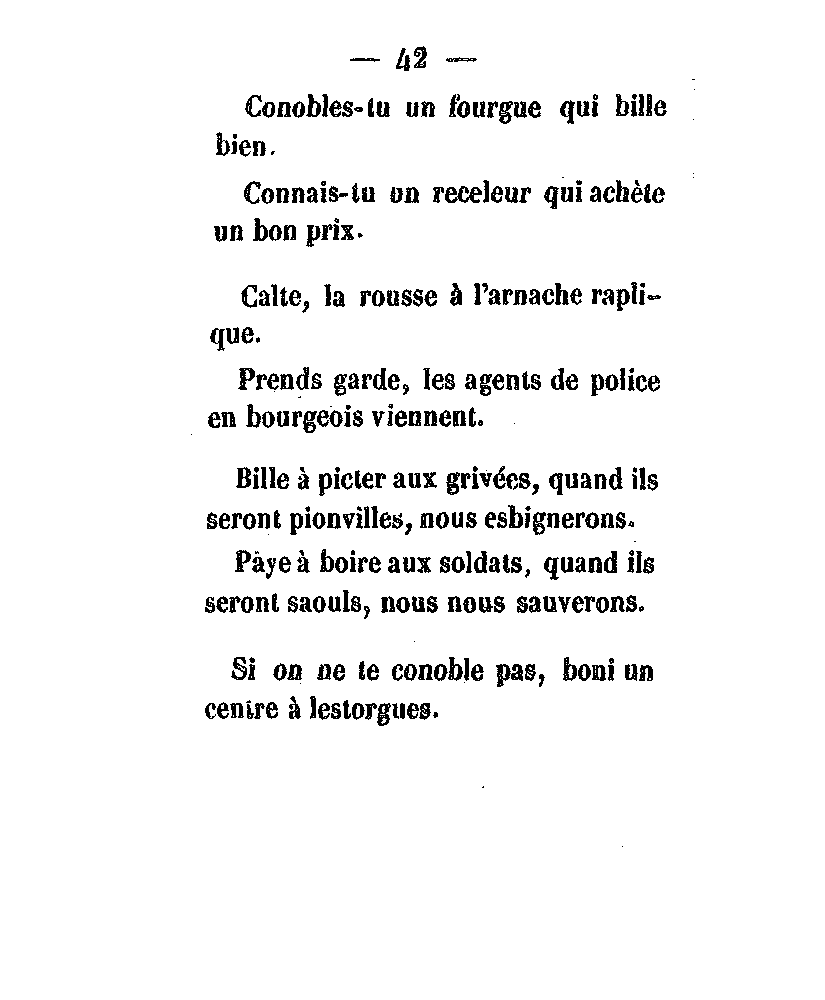 — 42 —
Conobles-tu un fourgue qui bille
bien.
Connais-tu un receleur qui achète
un bon prix.
Calte, la rousse à l'arnache rapli-
que.
Prends garde, les agents de police
en bourgeois viennent.
Bille à picter aux grivées, quand ils
seront pionvilles, nous esbignerons.
Paye à boire aux soldats, quand ils
seront saouls, nous nous sauverons.
Si on ne te conoble pas, boni un
centre à lestorgues.